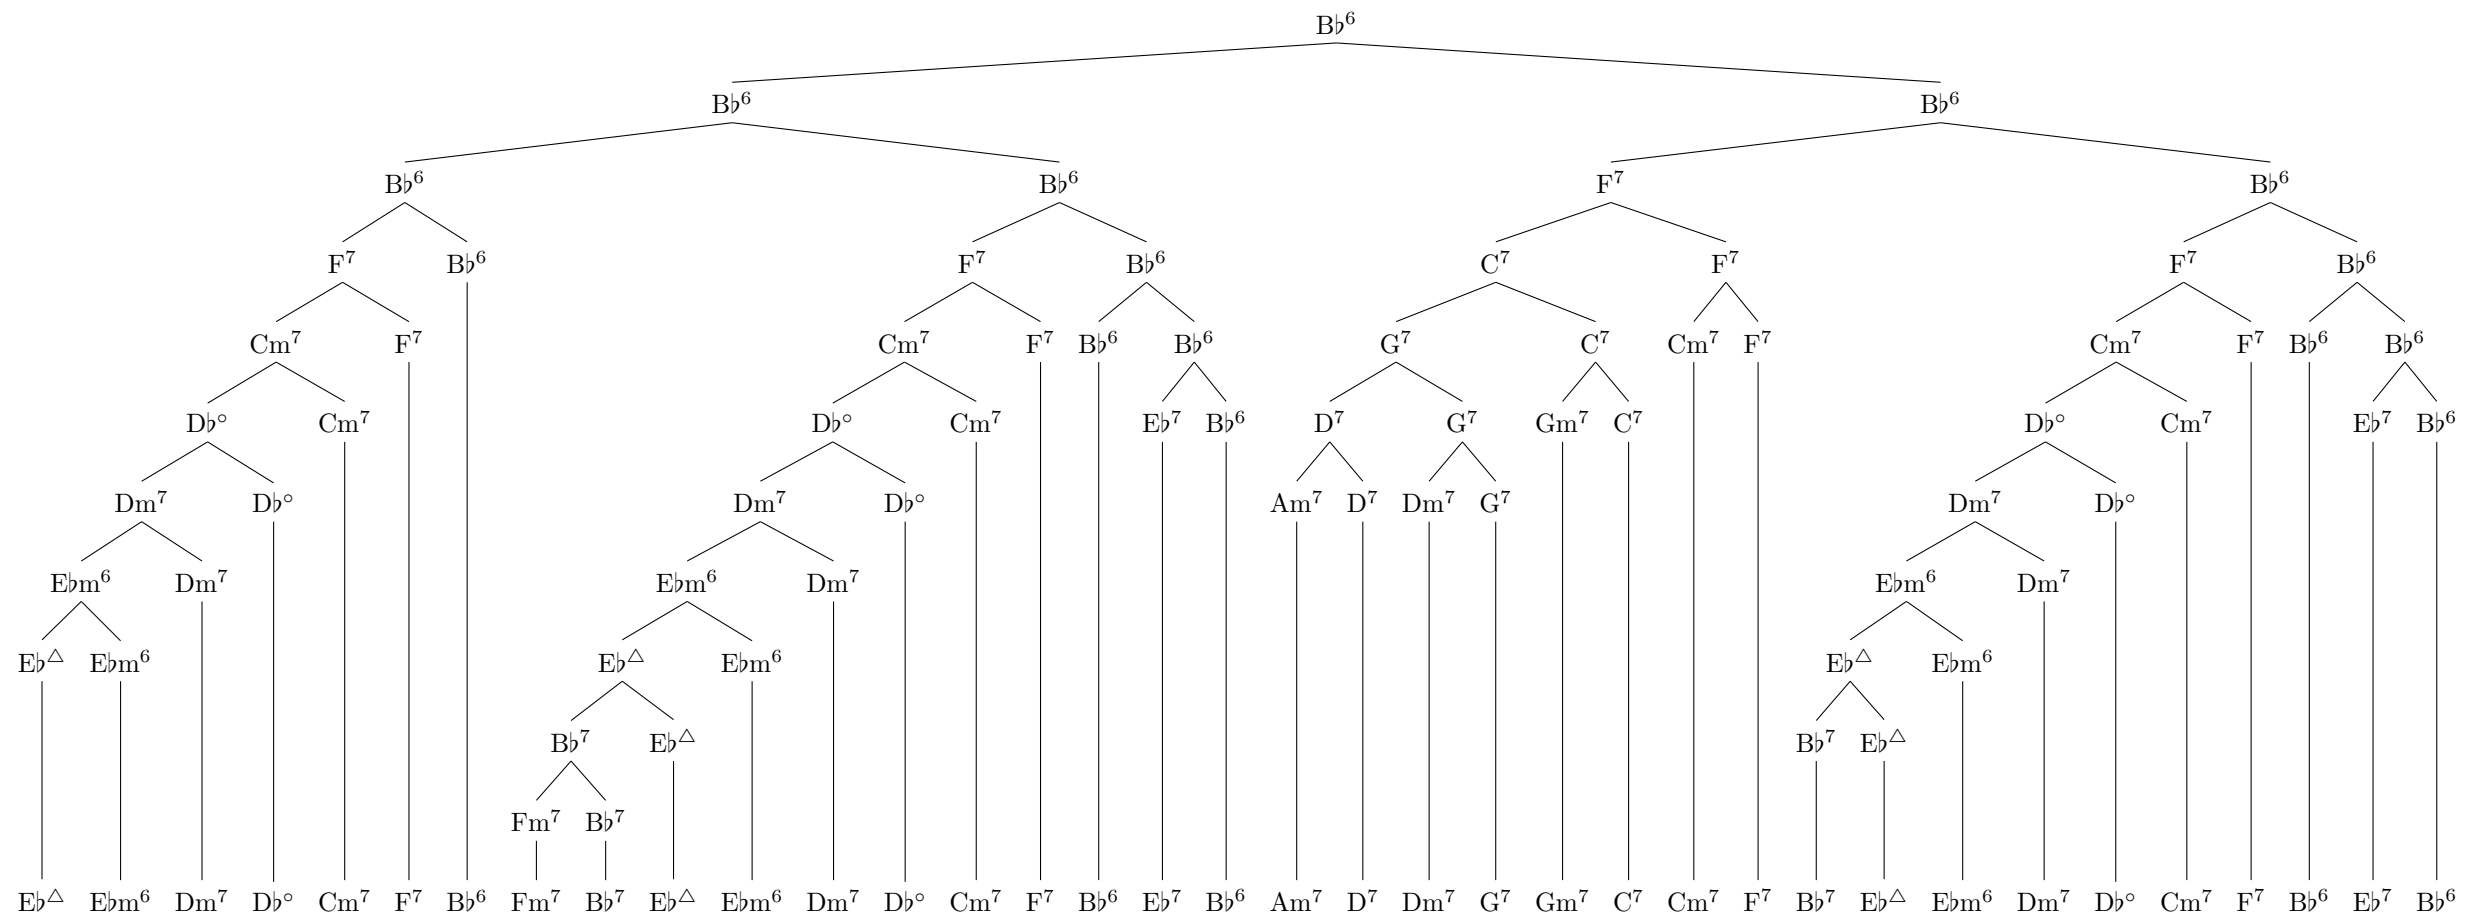 B♭⁶
B♭⁶ B♭⁶
B♭⁶ B♭⁶ F⁷ B♭⁶
F⁷ B♭⁶ F⁷ B♭⁶ C⁷ F⁷ F⁷ B♭⁶
Cm⁷ F⁷ Cm⁷ F⁷ B♭⁶ B♭⁶ G⁷ C⁷ Cm⁷ F⁷ Cm⁷ F⁷ B♭⁶ B♭⁶
D♭° Cm⁷ D♭° Cm⁷ E♭⁷ B♭⁶ D⁷ G⁷ Gm⁷ C⁷ D♭° Cm⁷ E♭⁷ B♭⁶
Dm⁷ D♭° Dm⁷ D♭° Am⁷ D⁷ Dm⁷ G⁷ Dm⁷ D♭°
E♭m⁶ Dm⁷ E♭m⁶ Dm⁷ E♭m⁶ Dm⁷
E♭△ E♭m⁶ E♭△ E♭m⁶ E♭△ E♭m⁶
B♭⁷ E♭△ B♭⁷ E♭△
Fm⁷ B♭⁷
E♭△ E♭m⁶ Dm⁷ D♭° Cm⁷ F⁷ B♭⁶ Fm⁷ B♭⁷ E♭△ E♭m⁶ Dm⁷ D♭° Cm⁷ F⁷ B♭⁶ E♭⁷ B♭⁶ Am⁷ D⁷ Dm⁷ G⁷ Gm⁷ C⁷ Cm⁷ F⁷ B♭⁷ E♭△ E♭m⁶ Dm⁷ D♭° Cm⁷ F⁷ B♭⁶ E♭⁷ B♭⁶